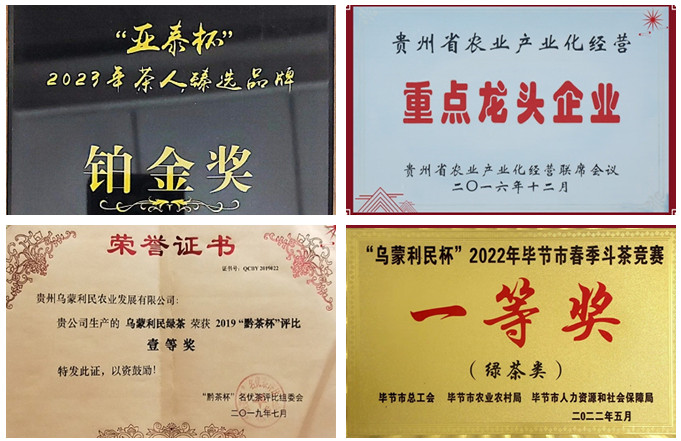 “亚泰杯”
2023年茶人臻选品牌
铂金奖
贵州省农业产业化经营
重点龙头企业
贵州省农业产业化经营联席会议
二〇一六年十二月
荣誉证书
证书号：QCBY 2019022
贵州乌蒙利民农业发展有限公司：
贵公司生产的 乌蒙利民绿茶 荣获 2019 “黔茶杯”评比
壹等奖
特发此证，以资鼓励！
“黔茶杯”名优茶评比组委会
二〇一九年七月
“乌蒙利民杯”2022年毕节市春季斗茶竞赛
一等奖
（绿茶类）
毕节市总工会 毕节市农业农村局 毕节市人力资源和社会保障局
二〇二二年五月